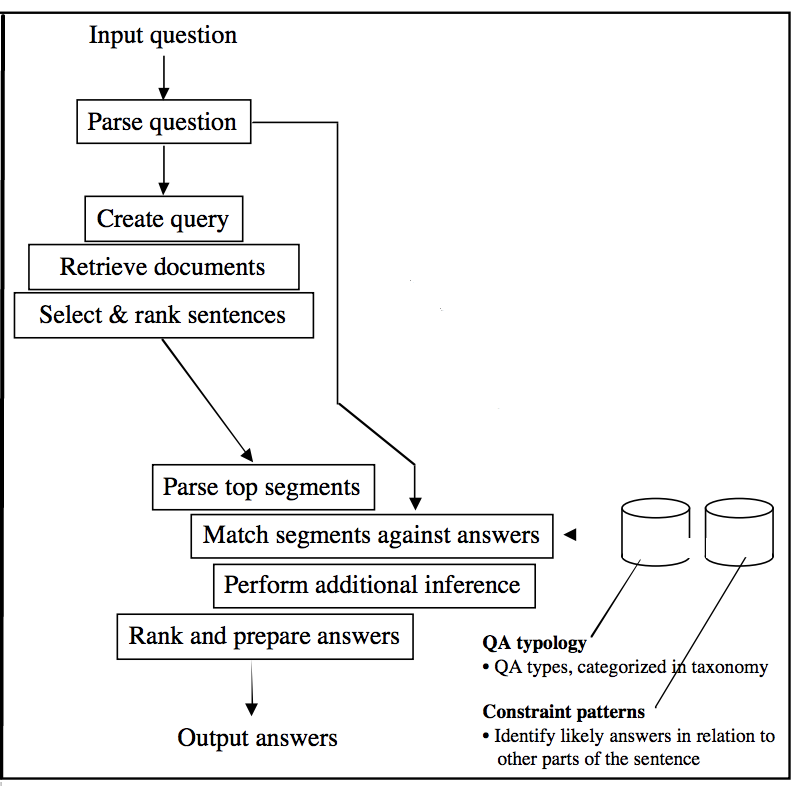 Input question
Parse question
Create query
Retrieve documents
Select & rank sentences
Parse top segments
Match segments against answers
Perform additional inference
Rank and prepare answers
Output answers
QA typology
• QA types, categorized in taxonomy
Constraint patterns
• Identify likely answers in relation to
other parts of the sentence